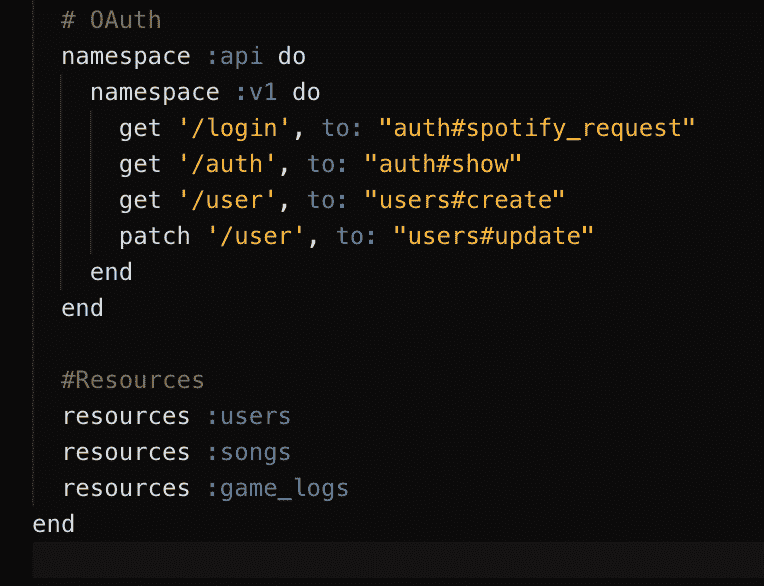 # OAuth
namespace :api do
namespace :v1 do
get '/login', to: "auth#spotify_request"
get '/auth', to: "auth#show"
get '/user', to: "users#create"
patch '/user', to: "users#update"
end
end
#Resources
resources :users
resources :songs
resources :game_logs
end